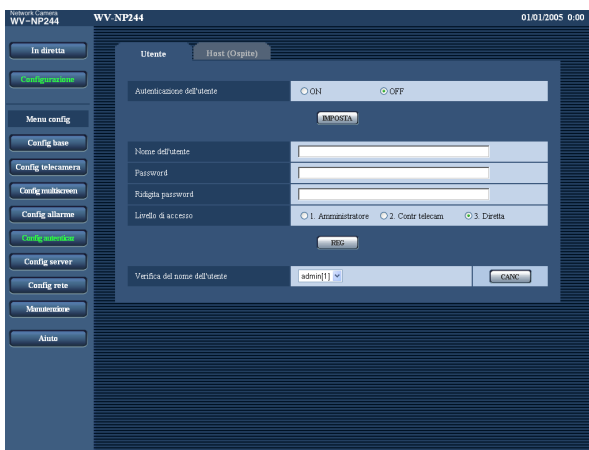 Network Camera
WV-NP244
WV-NP244
01/01/2005 0:00
In diretta
Configurazione
Menu config
Config base
Config telecamera
Config multiscreen
Config allarme
Config autentica
Config server
Config rete
Manutenzione
Aiuto
Utente
Host (Ospite)
Autenticazione dell'utente
ON
OFF
IMPOSTA
Nome dell'utente
Password
Ridigita password
Livello di accesso
1. Amministratore
2. Contr telecam
3. Diretta
REG
Verifica del nome dell'utente
admin[1]
CANC